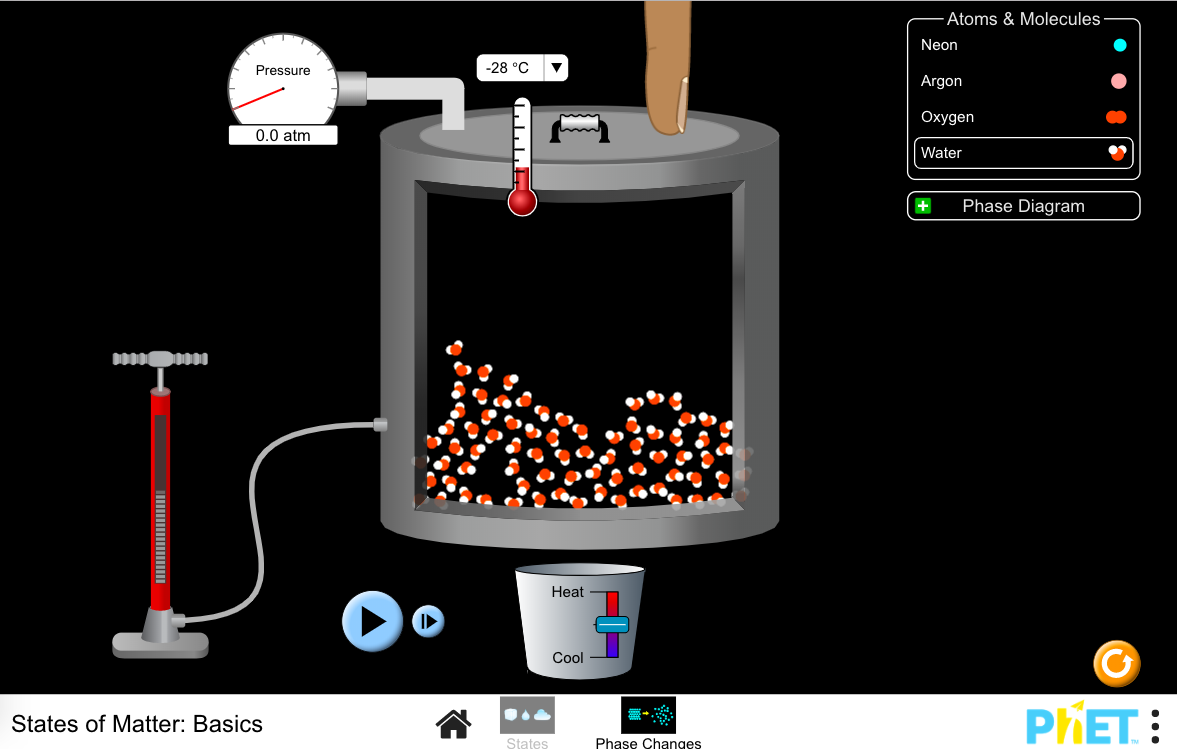 Atoms & Molecules
Neon
Argon
Oxygen
Water
Phase Diagram
Pressure
0.0 atm
-28 °C
Heat
Cool
States of Matter: Basics
States
Phase Changes
PhET